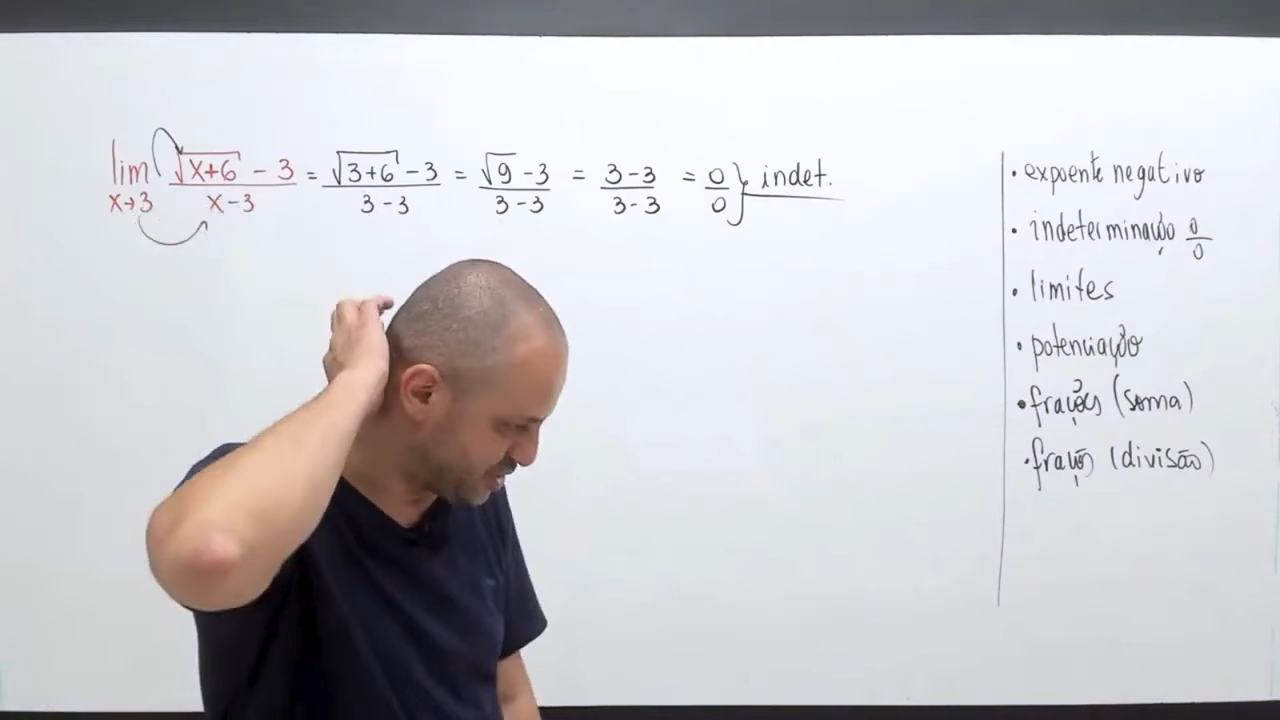 lim x→3 √(x+6) - 3 / x-3 = √(3+6) - 3 / 3-3 = √9 - 3 / 3-3 = 3-3 / 3-3 = 0/0 } indet.
• expoente negativo
• indeterminação 0/0
• limites
• potenciação
• frações (soma)
• frações (divisão)